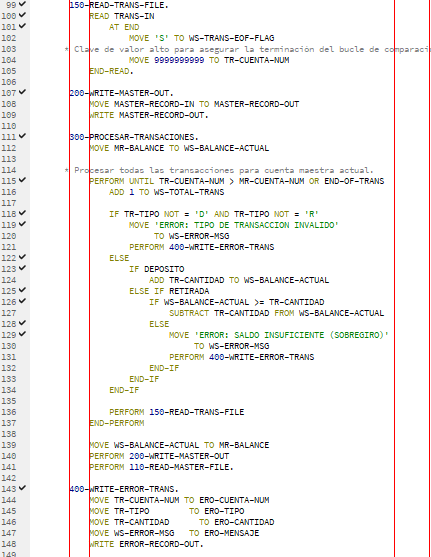 99 150-READ-TRANS-FILE.
100 READ TRANS-IN
101 AT END
102 MOVE 'S' TO WS-TRANS-EOF-FLAG
103 * Clave de valor alto para asegurar la terminación del bucle de comparaci
104 MOVE 9999999999 TO TR-CUENTA-NUM
105 END-READ.
106
107 200-WRITE-MASTER-OUT.
108 MOVE MASTER-RECORD-IN TO MASTER-RECORD-OUT
109 WRITE MASTER-RECORD-OUT.
110
111 300-PROCESAR-TRANSACIONES.
112 MOVE MR-BALANCE TO WS-BALANCE-ACTUAL
113
114 * Procesar todas las transacciones para cuenta maestra actual.
115 PERFORM UNTIL TR-CUENTA-NUM > MR-CUENTA-NUM OR END-OF-TRANS
116 ADD 1 TO WS-TOTAL-TRANS
117
118 IF TR-TIPO NOT = 'D' AND TR-TIPO NOT = 'R'
119 MOVE 'ERROR: TIPO DE TRANSACCION INVALIDO'
120 TO WS-ERROR-MSG
121 PERFORM 400-WRITE-ERROR-TRANS
122 ELSE
123 IF DEPOSITO
124 ADD TR-CANTIDAD TO WS-BALANCE-ACTUAL
125 ELSE IF RETIRADA
126 IF WS-BALANCE-ACTUAL >= TR-CANTIDAD
127 SUBTRACT TR-CANTIDAD FROM WS-BALANCE-ACTUAL
128 ELSE
129 MOVE 'ERROR: SALDO INSUFICIENTE (SOBREGIRO)'
130 TO WS-ERROR-MSG
131 PERFORM 400-WRITE-ERROR-TRANS
132 END-IF
133 END-IF
134 END-IF
135
136 PERFORM 150-READ-TRANS-FILE
137 END-PERFORM
138
139 MOVE WS-BALANCE-ACTUAL TO MR-BALANCE
140 PERFORM 200-WRITE-MASTER-OUT
141 PERFORM 110-READ-MASTER-FILE.
142
143 400-WRITE-ERROR-TRANS.
144 MOVE TR-CUENTA-NUM TO ERO-CUENTA-NUM
145 MOVE TR-TIPO TO ERO-TIPO
146 MOVE TR-CANTIDAD TO ERO-CANTIDAD
147 MOVE WS-ERROR-MSG TO ERO-MENSAJE
148 WRITE ERROR-RECORD-OUT.
149